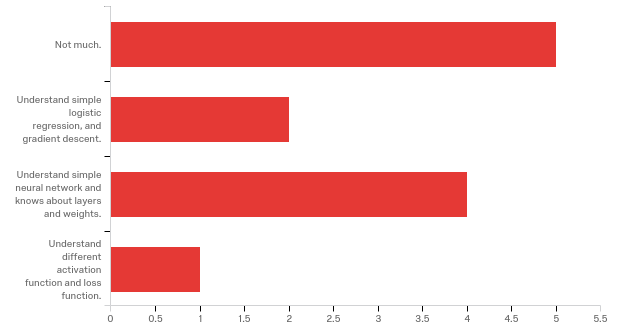 Not much.
Understand simple
logistic
regression, and
gradient descent.
Understand simple
neural network and
knows about layers
and weights.
Understand
different
activation
function and loss
function.
0 0.5 1 1.5 2 2.5 3 3.5 4 4.5 5 5.5